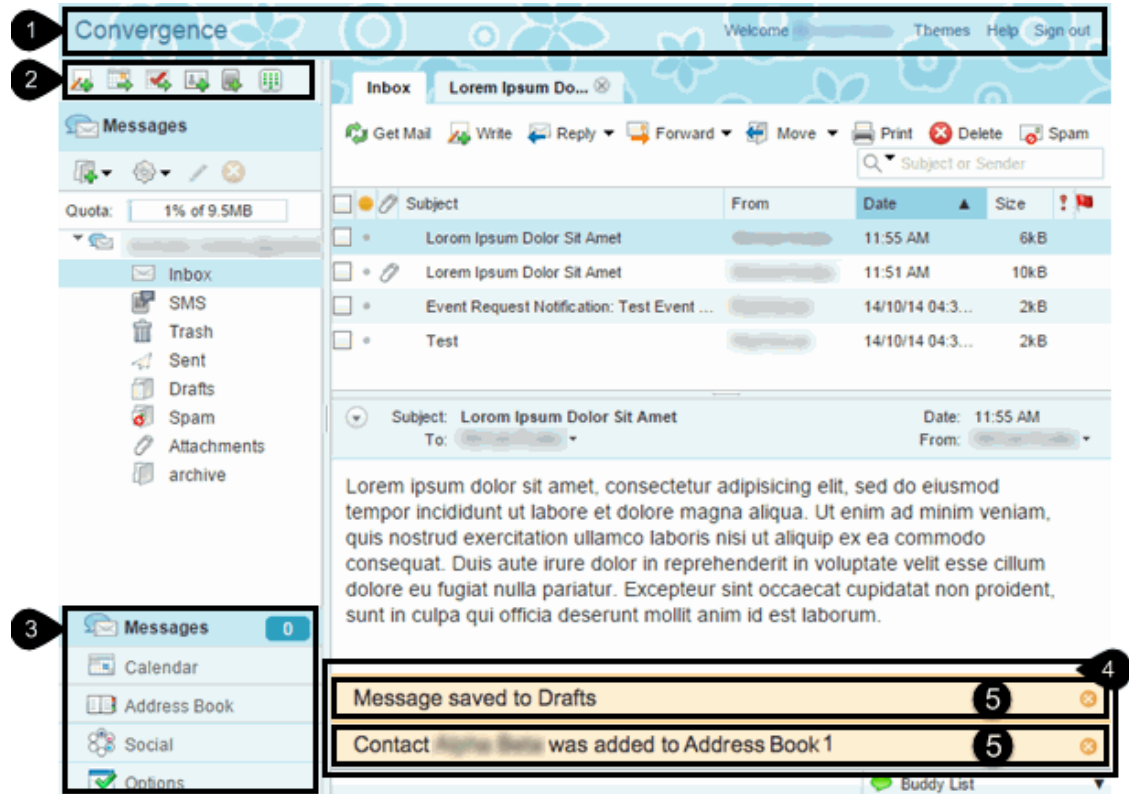 1 Convergence Welcome Themes Help Sign out
2
Inbox Lorem Ipsum Do...
Messages
Get Mail Write Reply Forward Move Print Delete Spam
Subject or Sender
Quota: 1% of 9.5MB
Subject From Date Size !
Lorom Ipsum Dolor Sit Amet 11:55 AM 6kB
Lorem Ipsum Dolor Sit Amet 11:51 AM 10kB
Event Request Notification: Test Event ... 14/10/14 04:3... 2kB
Test 14/10/14 04:3... 2kB
Inbox
SMS
Trash
Sent
Drafts
Spam
Attachments
archive
Subject: Lorom Ipsum Dolor Sit Amet Date: 11:55 AM
To: From:
Lorem ipsum dolor sit amet, consectetur adipisicing elit, sed do eiusmod
tempor incididunt ut labore et dolore magna aliqua. Ut enim ad minim veniam,
quis nostrud exercitation ullamco laboris nisi ut aliquip ex ea commodo
consequat. Duis aute irure dolor in reprehenderit in voluptate velit esse cillum
dolore eu fugiat nulla pariatur. Excepteur sint occaecat cupidatat non proident,
sunt in culpa qui officia deserunt mollit anim id est laborum.
3 Messages 0
Calendar
Address Book
Social
Options
4
Message saved to Drafts 5
Contact was added to Address Book 1 5
Buddy List